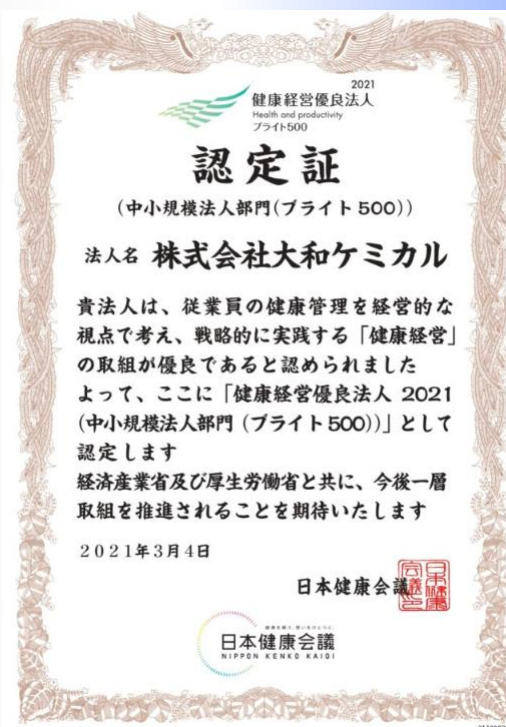 2021
健康経営優良法人
Health and productivity
ブライト500
認定証
(中小規模法人部門(ブライト500))
法人名 株式会社大和ケミカル
貴法人は、従業員の健康管理を経営的な
視点で考え、戦略的に実践する「健康経営」
の取組が優良であると認められました
よって、ここに「健康経営優良法人 2021
(中小規模法人部門（ブライト500))」として
認定します
経済産業省及び厚生労働省と共に、今後一層
取組を推進されることを期待いたします
2021年3月4日
日本健康会議
日本健康会議
NIPPON KENKO KAIGI